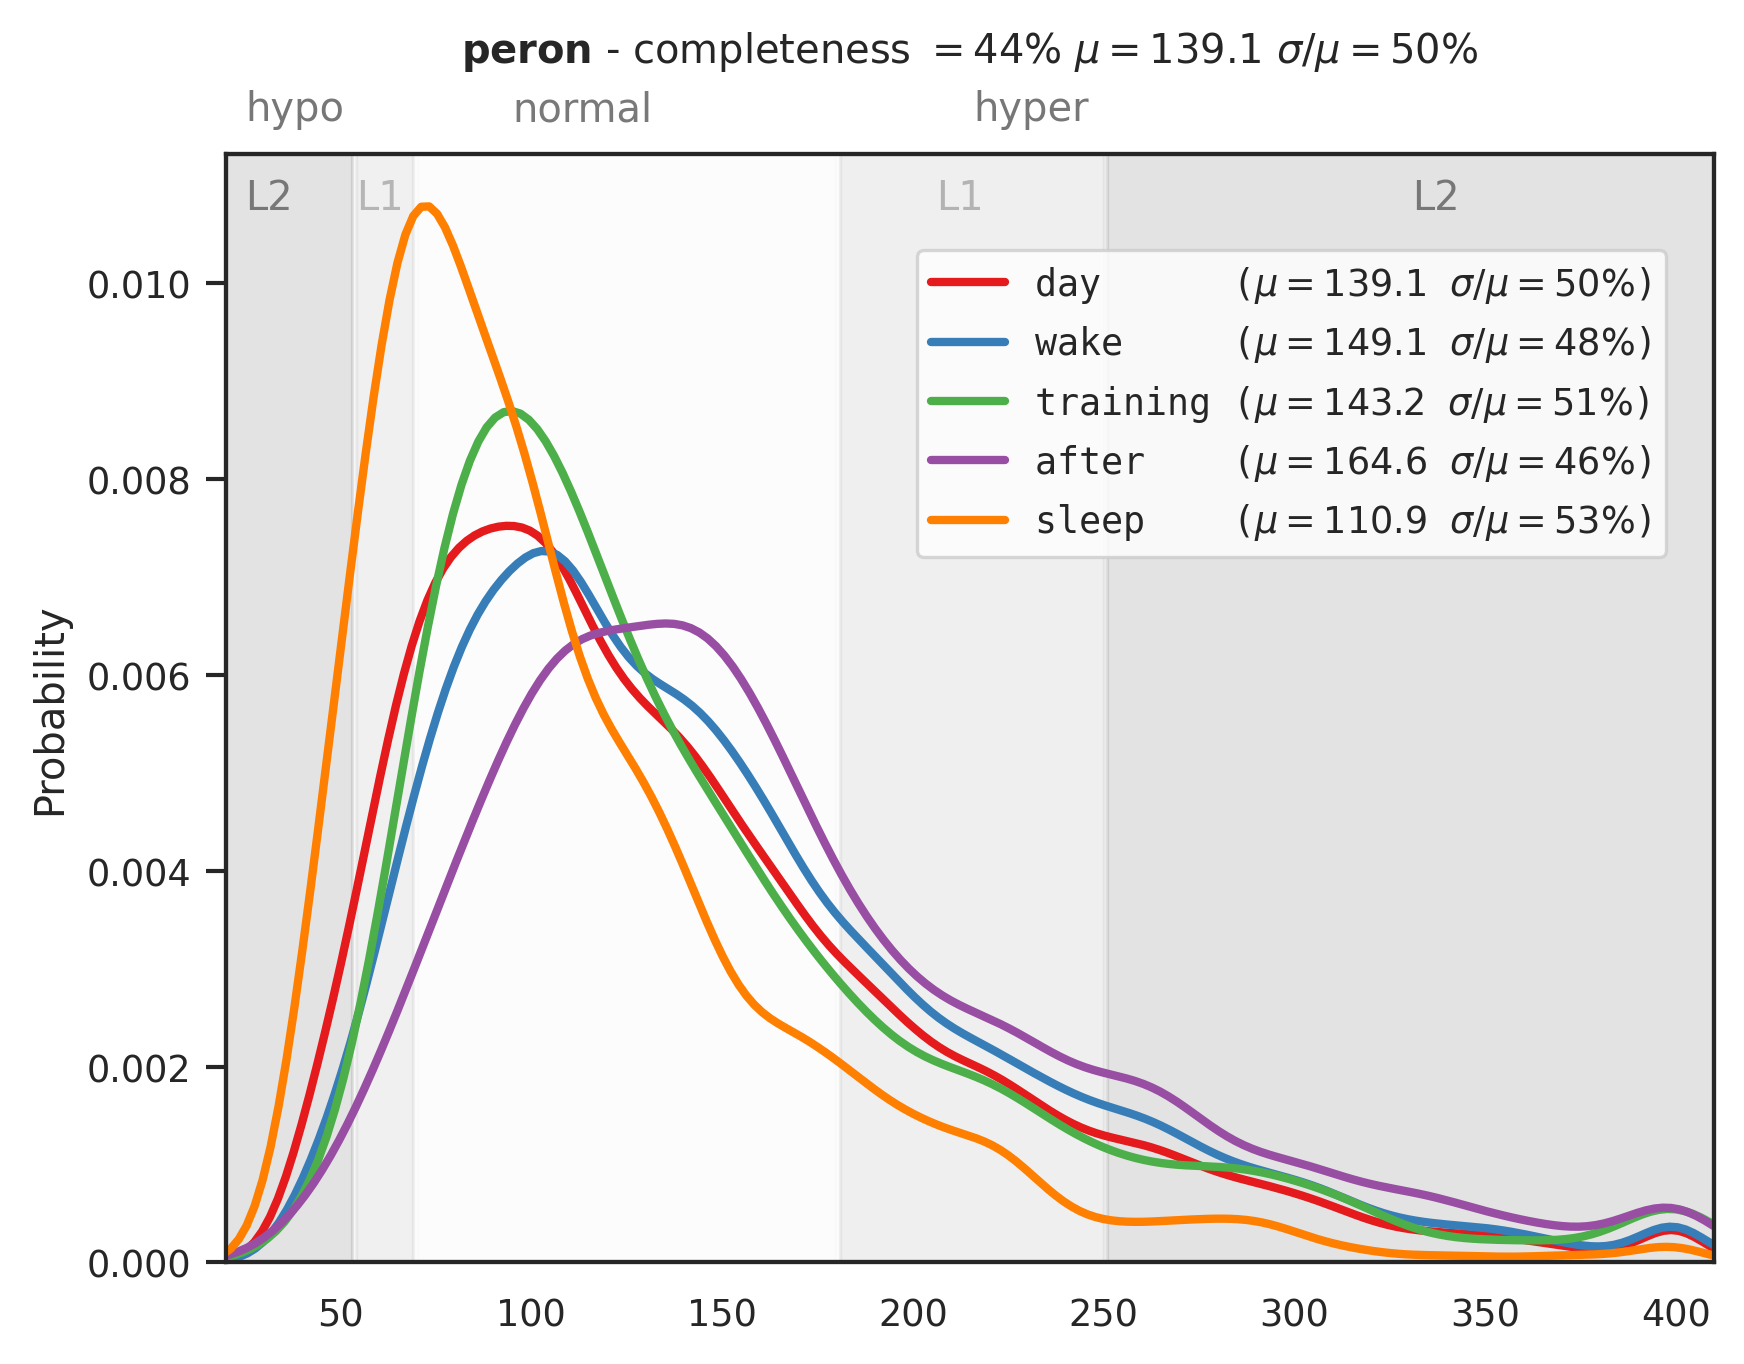 peron - completeness = 44% μ = 139.1 σ/μ = 50%
hypo normal hyper
L2 L1 L1 L2
day (μ = 139.1 σ/μ = 50%)
wake (μ = 149.1 σ/μ = 48%)
training (μ = 143.2 σ/μ = 51%)
after (μ = 164.6 σ/μ = 46%)
sleep (μ = 110.9 σ/μ = 53%)
Probability
0.010
0.008
0.006
0.004
0.002
0.000
50 100 150 200 250 300 350 400